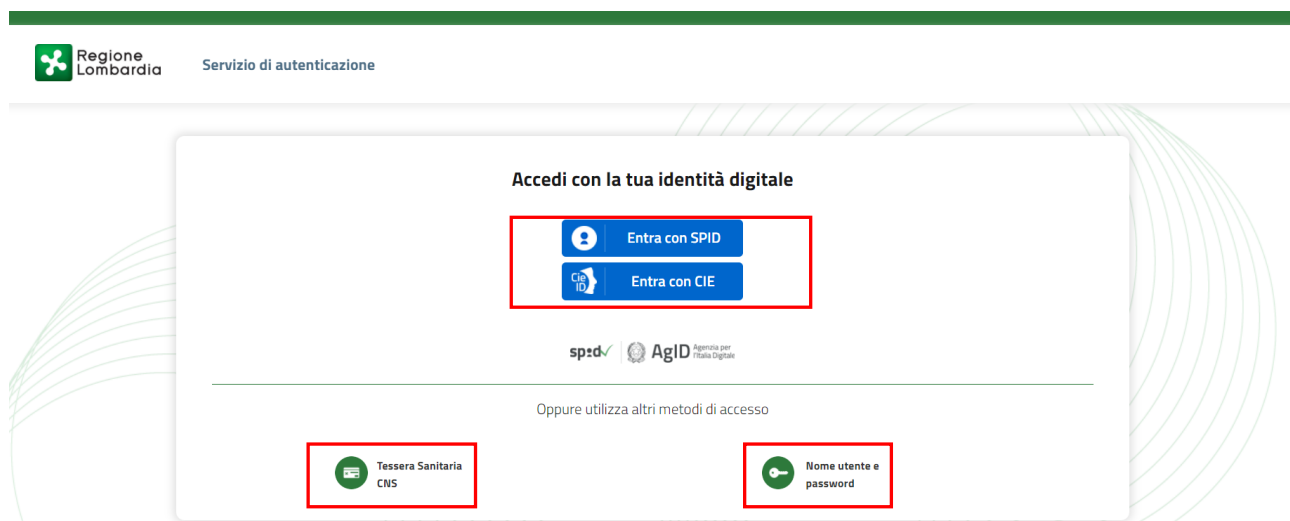 Regione
Lombardia
Servizio di autenticazione
Accedi con la tua identità digitale
Entra con SPID
Cie
ID
Entra con CIE
spid
AgID
Agenzia per
l'Italia Digitale
Oppure utilizza altri metodi di accesso
Tessera Sanitaria
CNS
Nome utente e
password